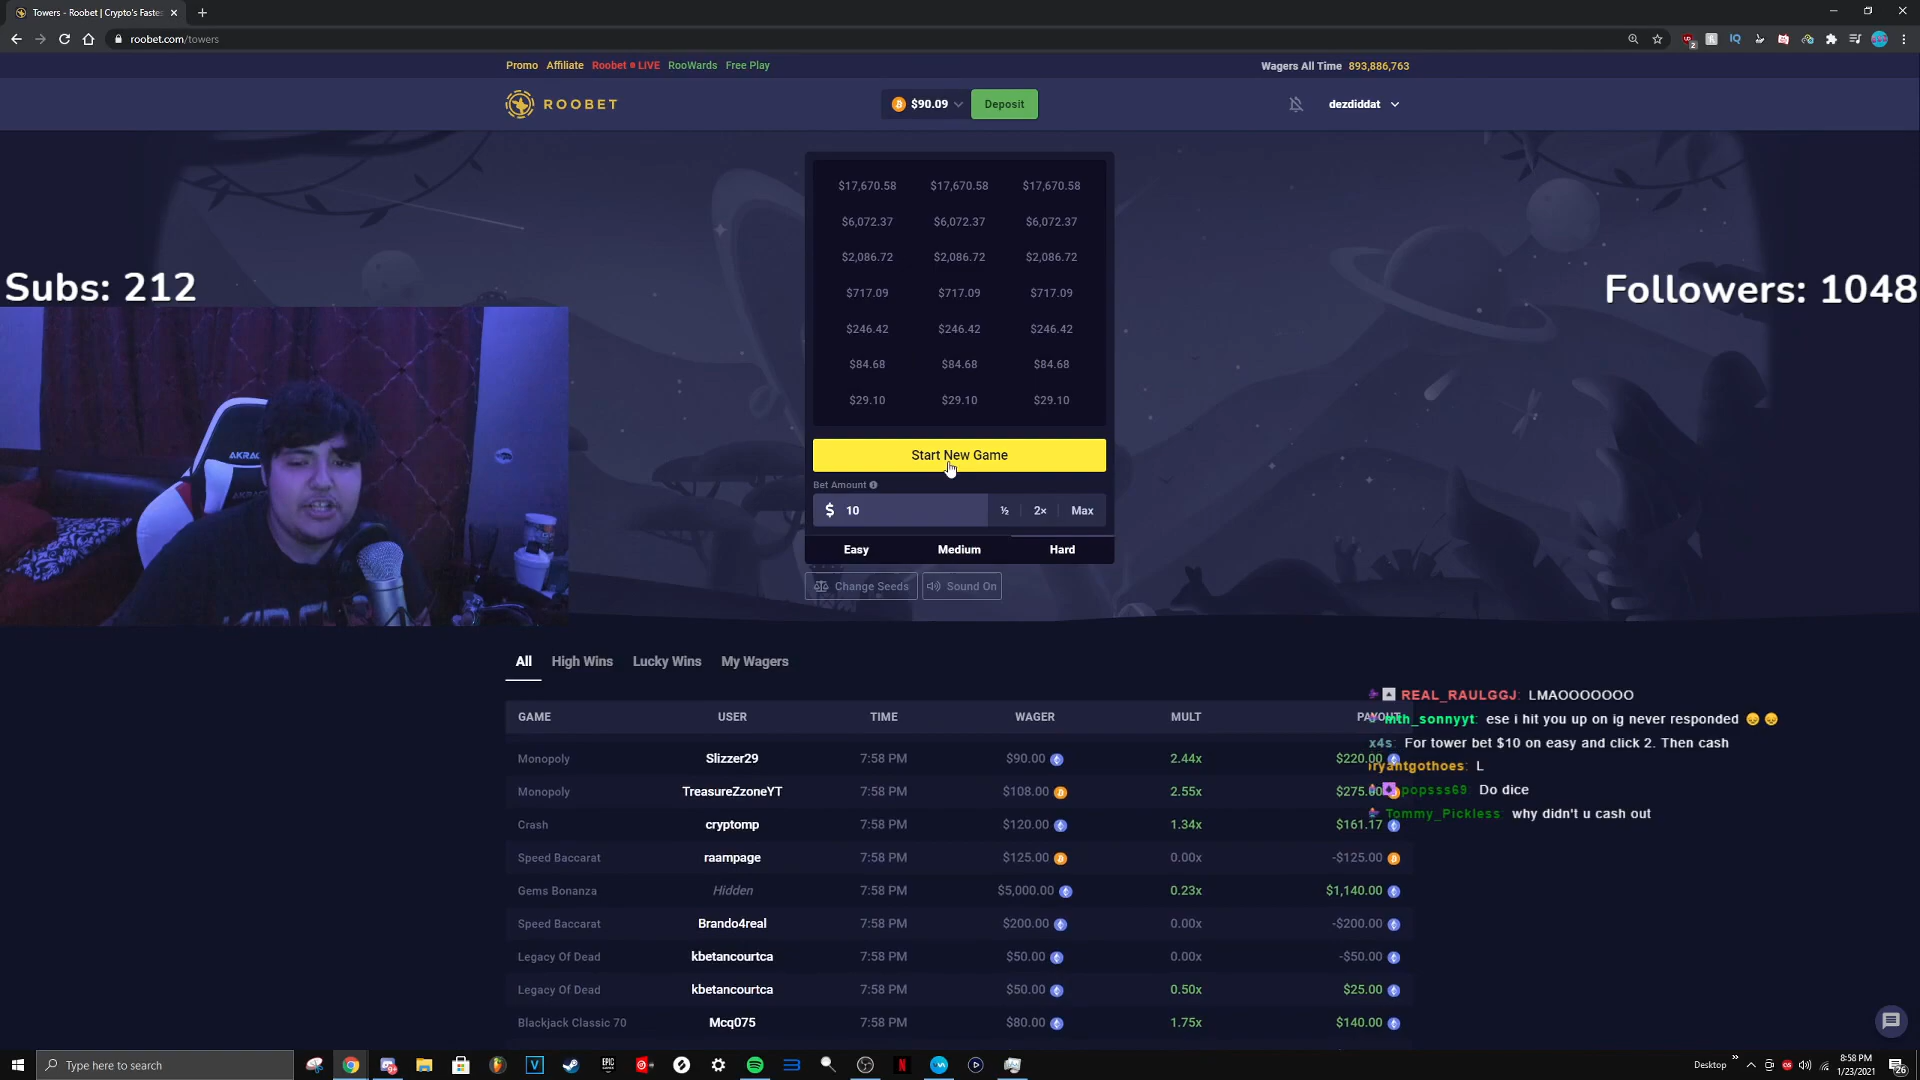 Towers - Roobet | Crypto's Fastes
roobet.com/towers
Promo Affiliate Roobet LIVE RooWards Free Play
Wagers All Time 893,886,763
ROOBET
$90.09
Deposit
dezdiddat
$17,670.58 $17,670.58 $17,670.58
$6,072.37 $6,072.37 $6,072.37
$2,086.72 $2,086.72 $2,086.72
$717.09 $717.09 $717.09
$246.42 $246.42 $246.42
$84.68 $84.68 $84.68
$29.10 $29.10 $29.10
Start New Game
Bet Amount
$ 10 ½ 2× Max
Easy Medium Hard
Change Seeds Sound On
Subs: 212
Followers: 1048
AKRAC
All High Wins Lucky Wins My Wagers
GAME USER TIME WAGER MULT PAYOUT
Monopoly Slizzer29 7:58 PM $90.00 2.44x $220.00
Monopoly TreasureZzoneYT 7:58 PM $108.00 2.55x $275.00
Crash cryptomp 7:58 PM $120.00 1.34x $161.17
Speed Baccarat raampage 7:58 PM $125.00 0.00x -$125.00
Gems Bonanza Hidden 7:58 PM $5,000.00 0.23x $1,140.00
Speed Baccarat Brando4real 7:58 PM $200.00 0.00x -$200.00
Legacy Of Dead kbetancourtca 7:58 PM $50.00 0.00x -$50.00
Legacy Of Dead kbetancourtca 7:58 PM $50.00 0.50x $25.00
Blackjack Classic 70 Mcq075 7:58 PM $80.00 1.75x $140.00
REAL_RAULGGJ: LMAOOOOOOO
mth_sonnyyt: ese i hit you up on ig never responded
x4s: For tower bet $10 on easy and click 2. Then cash
iryantgothoes: L
popsss69: Do dice
Tommy_Pickless: why didn't u cash out
Type here to search
Desktop
8:58 PM
1/23/2021
26